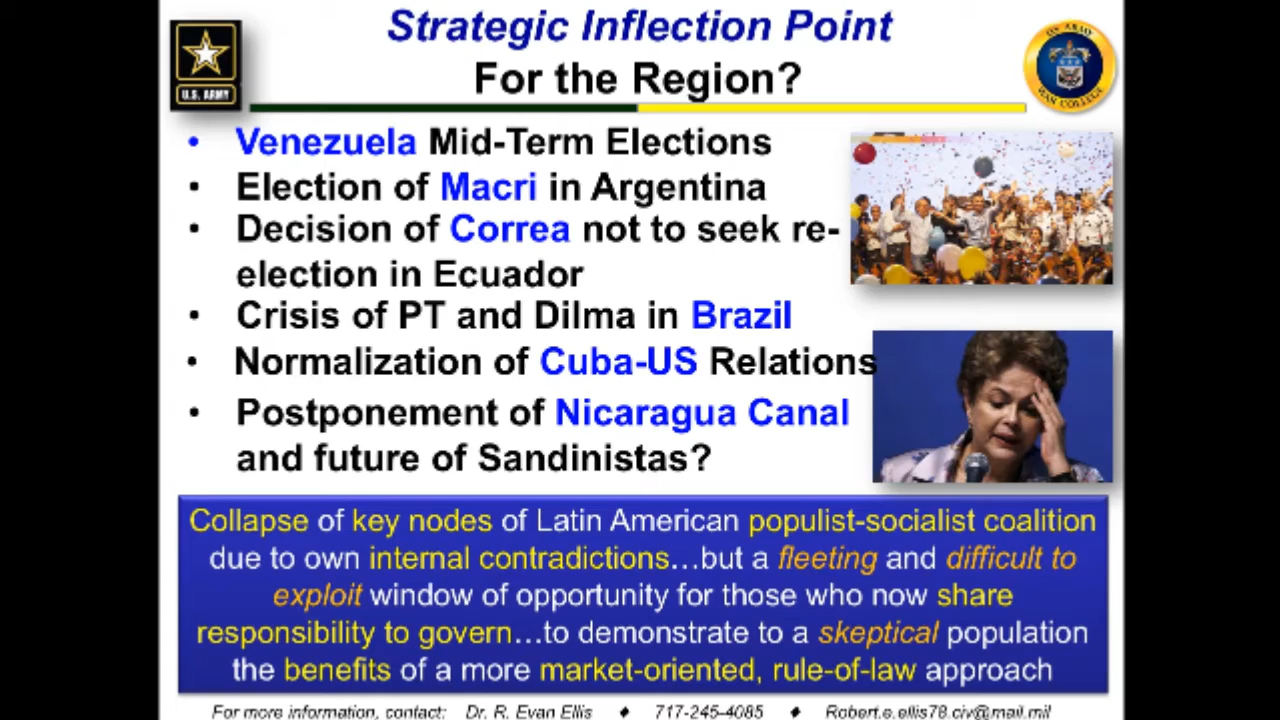 Strategic Inflection Point
For the Region?
U.S. ARMY
US ARMY
WAR COLLEGE
• Venezuela Mid-Term Elections
• Election of Macri in Argentina
• Decision of Correa not to seek re-
election in Ecuador
• Crisis of PT and Dilma in Brazil
• Normalization of Cuba-US Relations
• Postponement of Nicaragua Canal
and future of Sandinistas?
Collapse of key nodes of Latin American populist-socialist coalition
due to own internal contradictions…but a fleeting and difficult to
exploit window of opportunity for those who now share
responsibility to govern…to demonstrate to a skeptical population
the benefits of a more market-oriented, rule-of-law approach
For more information, contact: Dr. R. Evan Ellis ♦ 717-245-4085 ♦ Robert.e.ellis78.civ@mail.mil